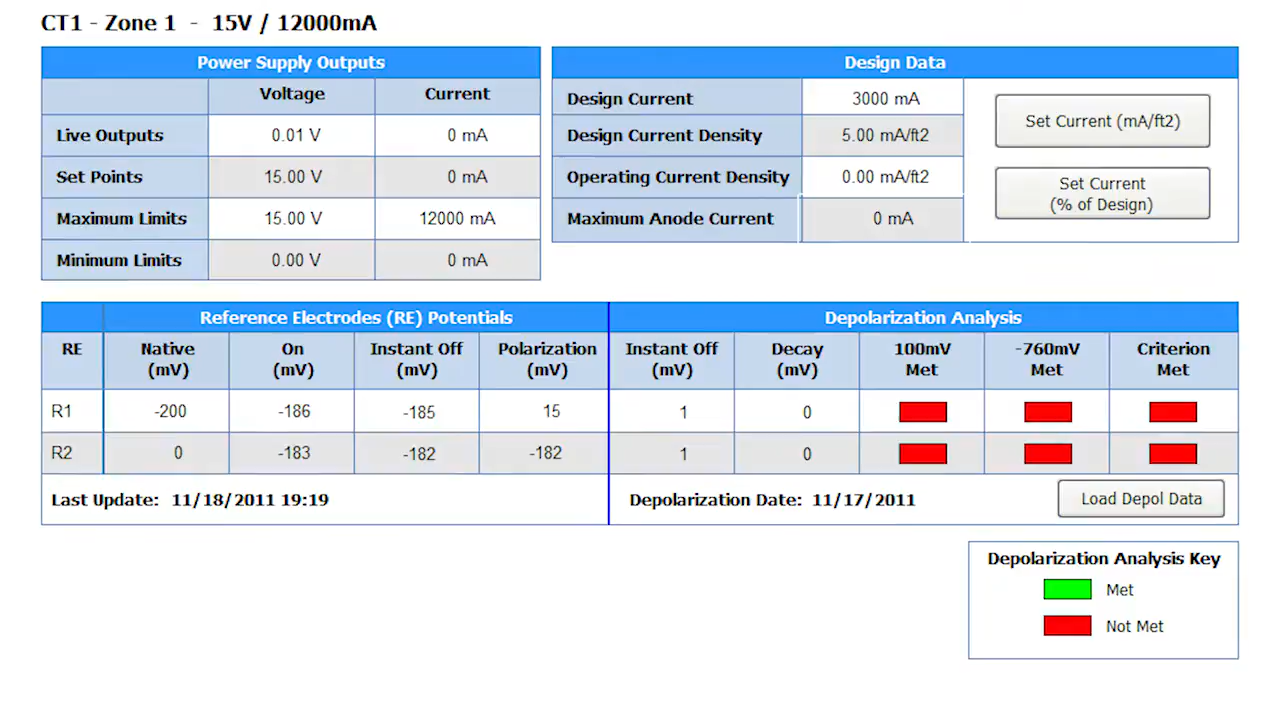 CT1 - Zone 1 - 15V / 12000mA
Power Supply Outputs
Voltage Current
Live Outputs 0.01 V 0 mA
Set Points 15.00 V 0 mA
Maximum Limits 15.00 V 12000 mA
Minimum Limits 0.00 V 0 mA
Design Data
Design Current 3000 mA
Design Current Density 5.00 mA/ft2
Operating Current Density 0.00 mA/ft2
Maximum Anode Current 0 mA
Set Current (mA/ft2)
Set Current
(% of Design)
Reference Electrodes (RE) Potentials Depolarization Analysis
RE Native On Instant Off Polarization Instant Off Decay 100mV -760mV Criterion
(mV) (mV) (mV) (mV) (mV) (mV) Met Met Met
R1 -200 -186 -185 15 1 0
R2 0 -183 -182 -182 1 0
Last Update: 11/18/2011 19:19 Depolarization Date: 11/17/2011 Load Depol Data
Depolarization Analysis Key
Met
Not Met